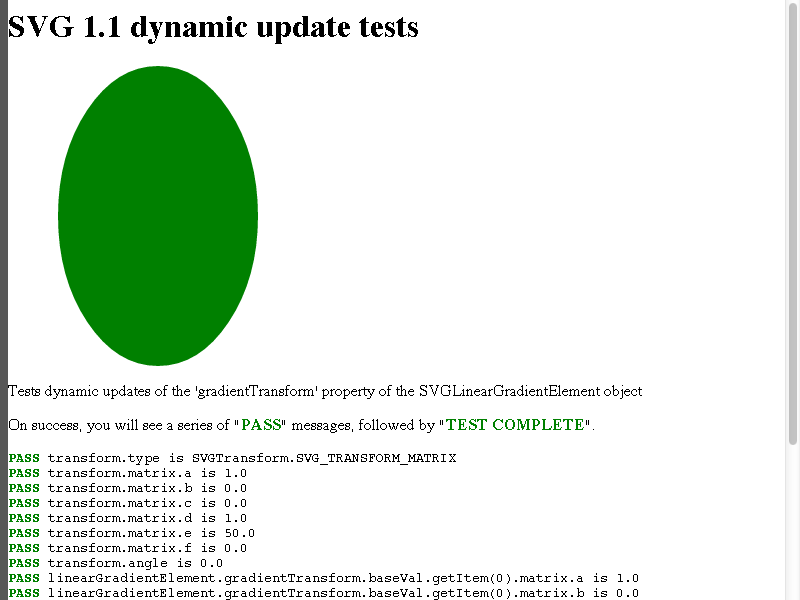 SVG 1.1 dynamic update tests
Tests dynamic updates of the 'gradientTransform' property of the SVGLinearGradientElement object
On success, you will see a series of "PASS" messages, followed by "TEST COMPLETE".
PASS transform.type is SVGTransform.SVG_TRANSFORM_MATRIX
PASS transform.matrix.a is 1.0
PASS transform.matrix.b is 0.0
PASS transform.matrix.c is 0.0
PASS transform.matrix.d is 1.0
PASS transform.matrix.e is 50.0
PASS transform.matrix.f is 0.0
PASS transform.angle is 0.0
PASS linearGradientElement.gradientTransform.baseVal.getItem(0).matrix.a is 1.0
PASS linearGradientElement.gradientTransform.baseVal.getItem(0).matrix.b is 0.0